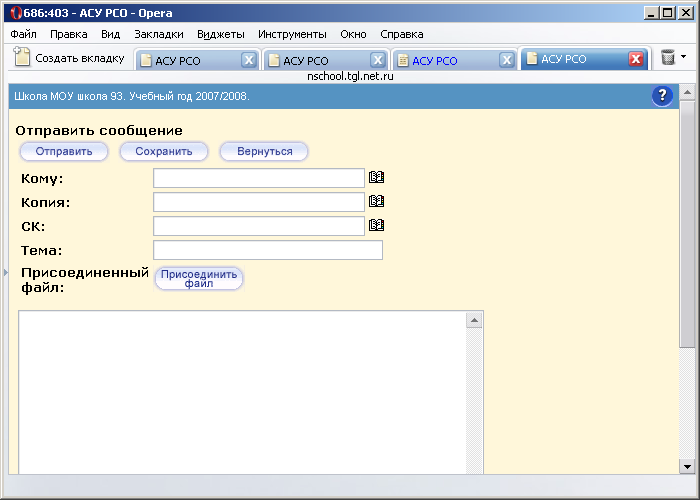 686:403 - АСУ РСО - Opera
Файл Правка Вид Закладки Виджеты Инструменты Окно Справка
Создать вкладку АСУ РСО АСУ РСО АСУ РСО АСУ РСО
nschool.tgl.net.ru
Школа МОУ школа 93. Учебный год 2007/2008. ?
Отправить сообщение
Отправить Сохранить Вернуться
Кому:
Копия:
СК:
Тема:
Присоединенный
файл:
Присоединить
файл